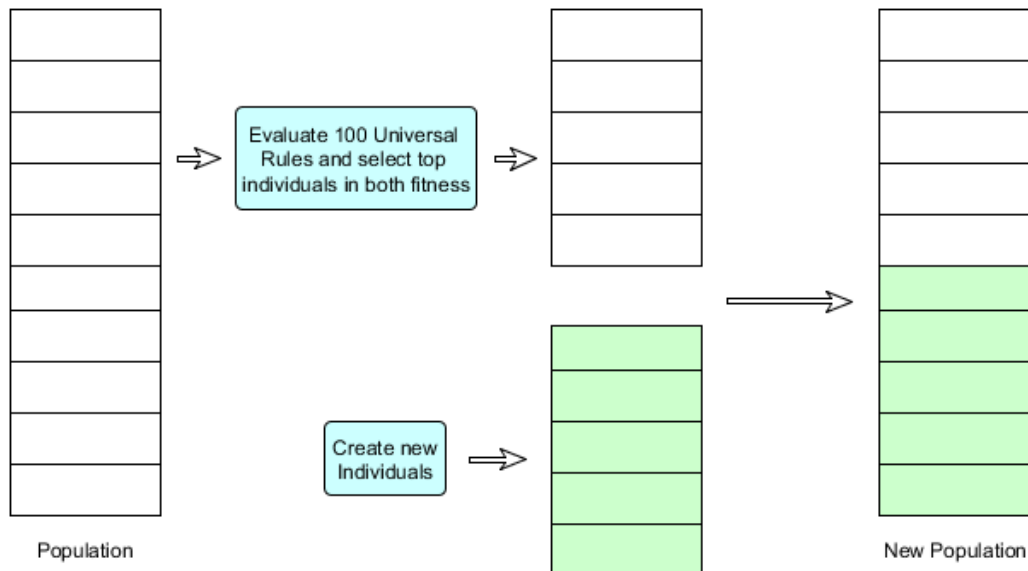 Evaluate 100 Universal
Rules and select top
individuals in both fitness
Create new
Individuals
Population
New Population